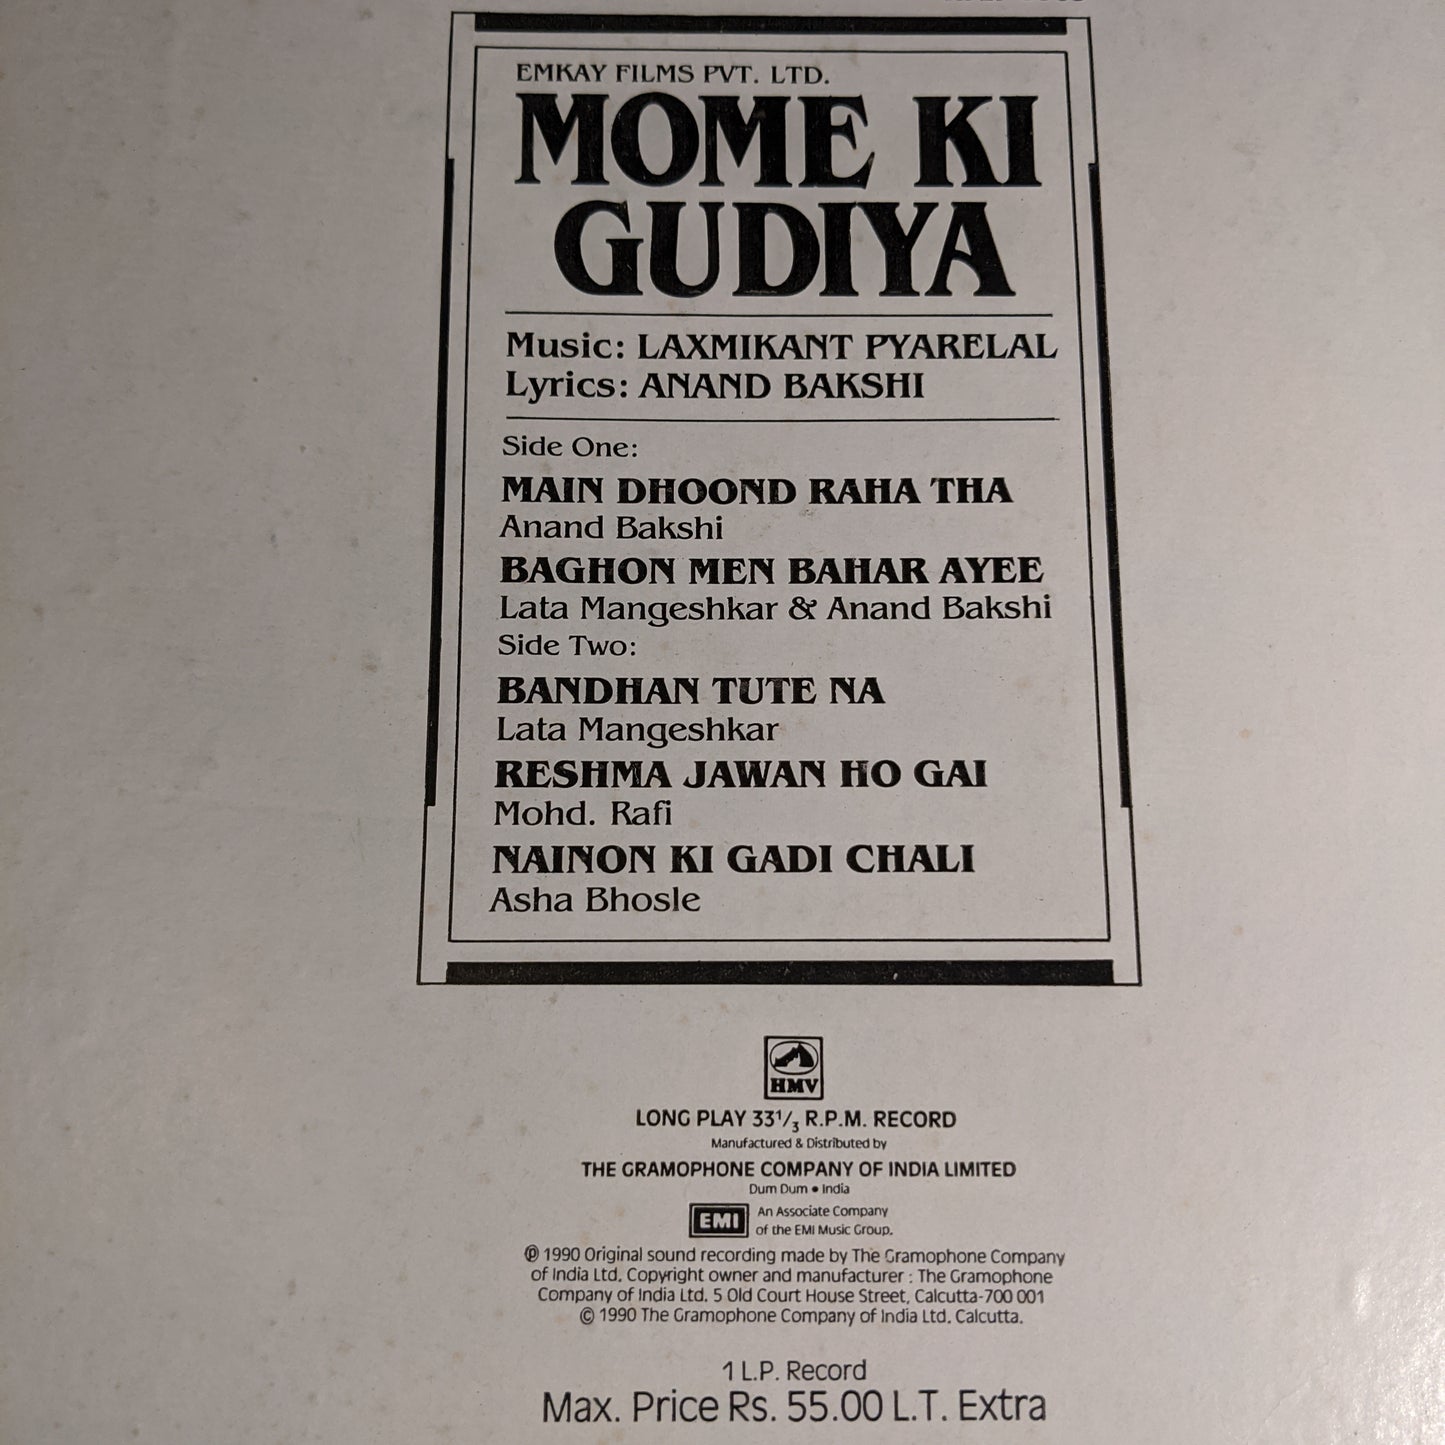 EMKAY FILMS PVT. LTD.
MOME KI
GUDIYA
Music: LAXMIKANT PYARELAL
Lyrics: ANAND BAKSHI
Side One:
MAIN DHOOND RAHA THA
Anand Bakshi
BAGHON MEN BAHAR AYEE
Lata Mangeshkar & Anand Bakshi
Side Two:
BANDHAN TUTE NA
Lata Mangeshkar
RESHMA JAWAN HO GAI
Mohd. Rafi
NAINON KI GADI CHALI
Asha Bhosle
HMV
LONG PLAY 33 1/3 R.P.M. RECORD
Manufactured & Distributed by
THE GRAMOPHONE COMPANY OF INDIA LIMITED
Dum Dum • India
EMI An Associate Company
of the EMI Music Group.
℗ 1990 Original sound recording made by The Gramophone Company
of India Ltd. Copyright owner and manufacturer : The Gramophone
Company of India Ltd. 5 Old Court House Street, Calcutta-700 001
© 1990 The Gramophone Company of India Ltd. Calcutta.
1 L.P. Record
Max. Price Rs. 55.00 L.T. Extra